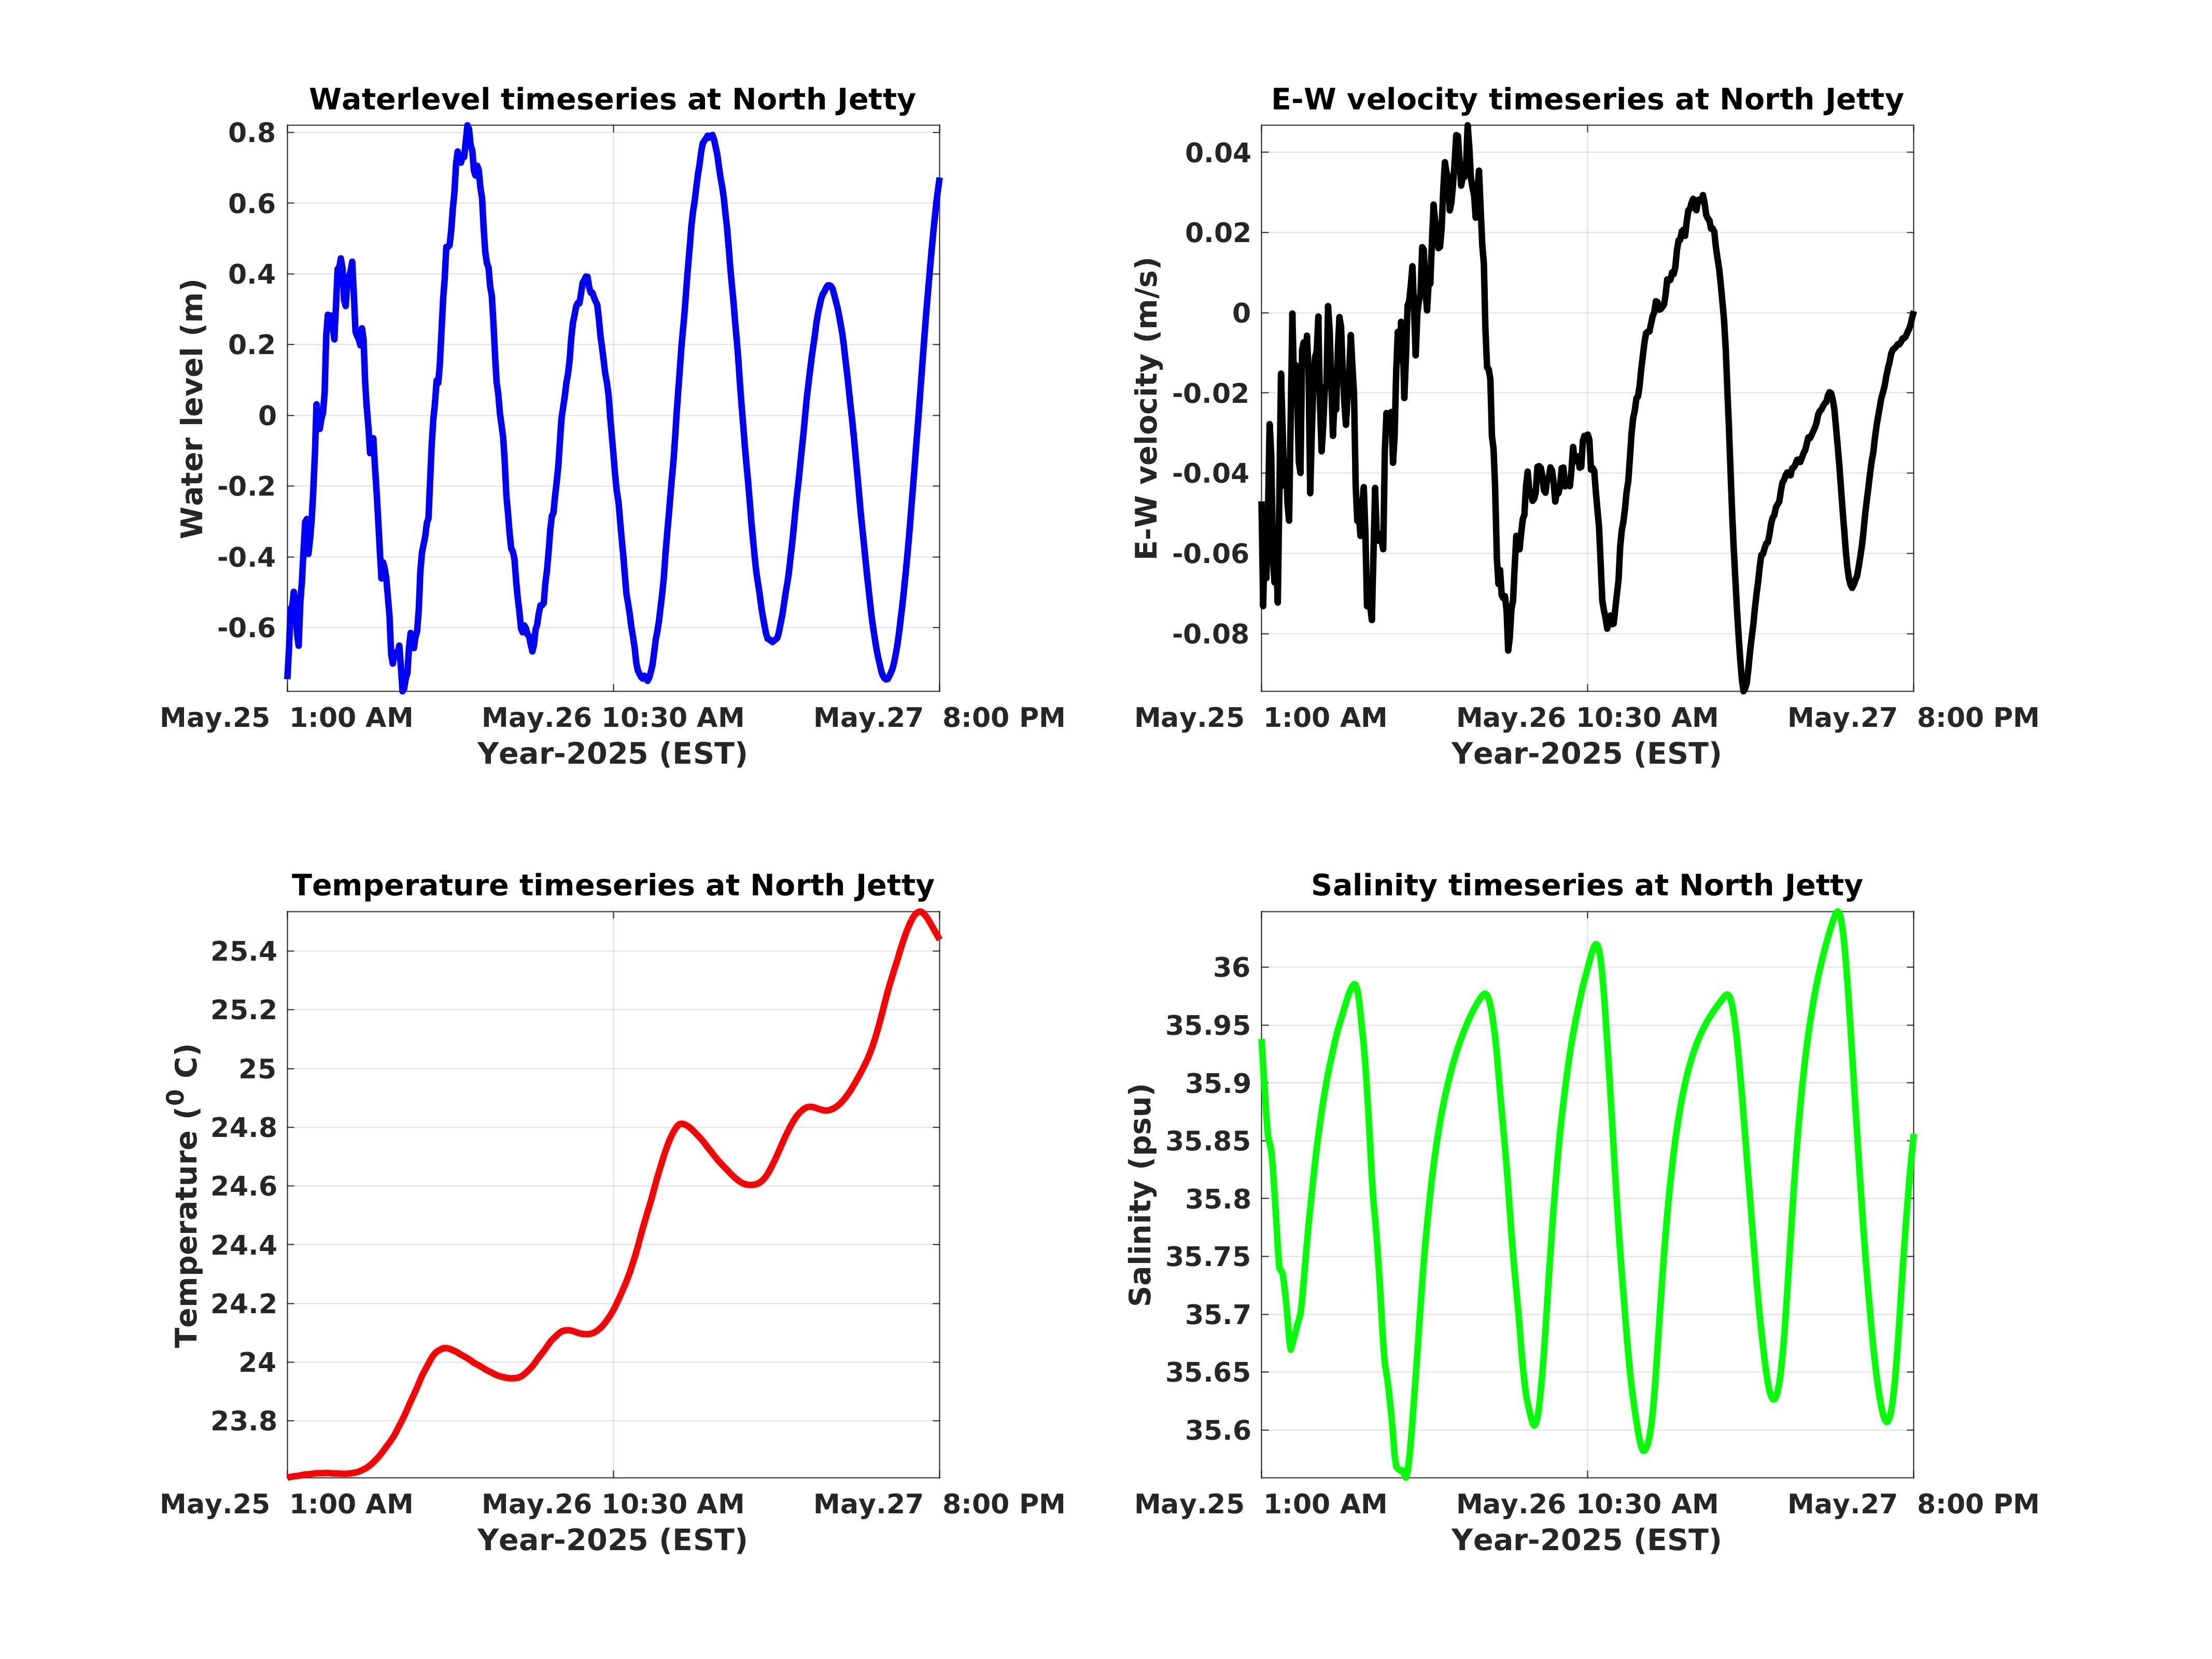 Waterlevel timeseries at North Jetty
0.8
0.6
0.4
0.2
0
-0.2
-0.4
-0.6
Water level (m)
May.25 1:00 AM May.26 10:30 AM May.27 8:00 PM
Year-2025 (EST)
E-W velocity timeseries at North Jetty
0.04
0.02
0
-0.02
-0.04
-0.06
-0.08
E-W velocity (m/s)
May.25 1:00 AM May.26 10:30 AM May.27 8:00 PM
Year-2025 (EST)
Temperature timeseries at North Jetty
25.4
25.2
25
24.8
24.6
24.4
24.2
24
23.8
Temperature (⁰ C)
May.25 1:00 AM May.26 10:30 AM May.27 8:00 PM
Year-2025 (EST)
Salinity timeseries at North Jetty
36
35.95
35.9
35.85
35.8
35.75
35.7
35.65
35.6
Salinity (psu)
May.25 1:00 AM May.26 10:30 AM May.27 8:00 PM
Year-2025 (EST)